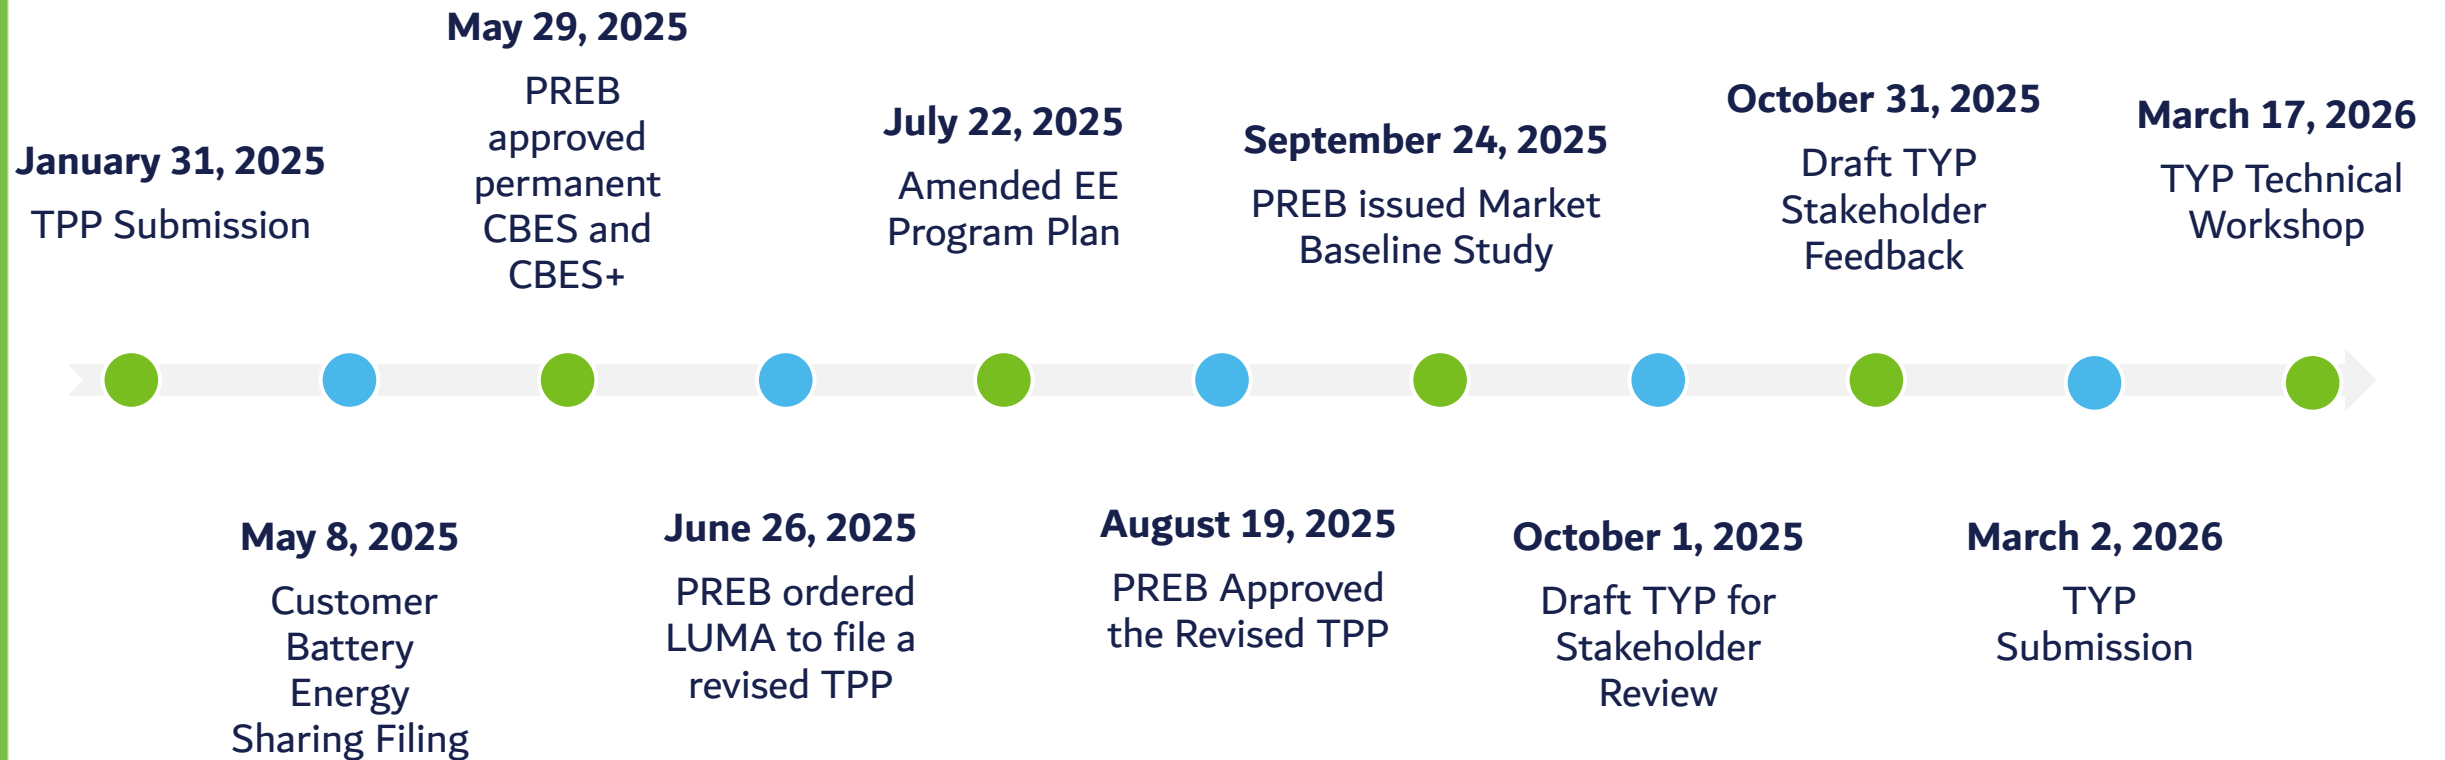 January 31, 2025
TPP Submission
May 8, 2025
Customer
Battery
Energy
Sharing Filing
May 29, 2025
PREB
approved
permanent
CBES and
CBES+
June 26, 2025
PREB ordered
LUMA to file a
revised TPP
July 22, 2025
Amended EE
Program Plan
August 19, 2025
PREB Approved
the Revised TPP
September 24, 2025
PREB issued Market
Baseline Study
October 1, 2025
Draft TYP for
Stakeholder
Review
October 31, 2025
Draft TYP
Stakeholder
Feedback
March 2, 2026
TYP
Submission
March 17, 2026
TYP Technical
Workshop